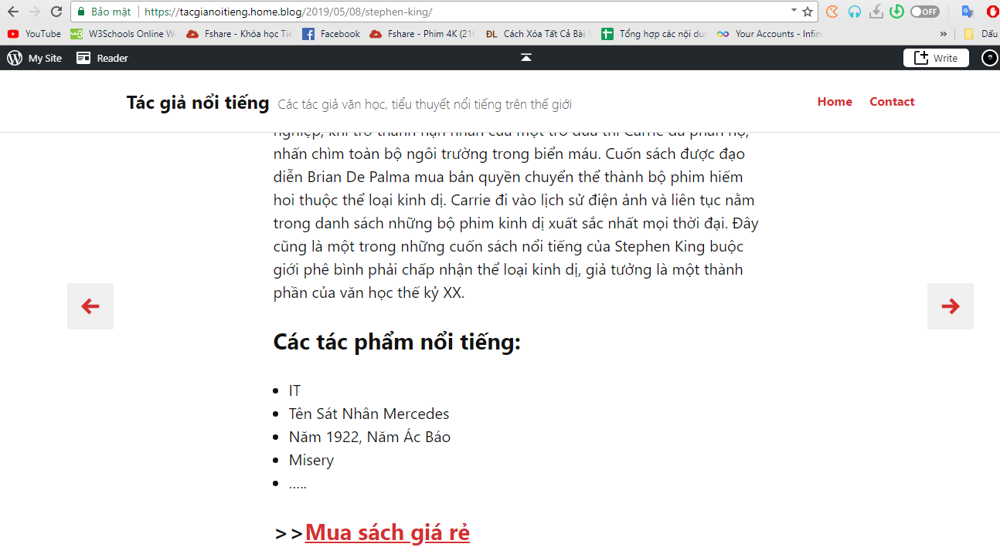 Bảo mật https://tacgianoitieng.home.blog/2019/05/08/stephen-king/ OFF
YouTube W3Schools Online Fshare - Khóa học Facebook Fshare - Phim 4K Cách Xóa Tất Cả Bài Tổng hợp các nội Your Accounts - » Dấu
My Site Reader Write
Tác giả nổi tiếng Các tác giả văn học, tiểu thuyết nổi tiếng trên thế giới Home Contact
nhấn chìm toàn bộ ngôi trường trong biển máu. Cuốn sách được đạo
diễn Brian De Palma mua bản quyền chuyển thể thành bộ phim hiếm
hoi thuộc thể loại kinh dị. Carrie đi vào lịch sử điện ảnh và liên tục nằm
trong danh sách những bộ phim kinh dị xuất sắc nhất mọi thời đại. Đây
cũng là một trong những cuốn sách nổi tiếng của Stephen King buộc
giới phê bình phải chấp nhận thể loại kinh dị, giả tưởng là một thành
phần của văn học thế kỷ XX.
Các tác phẩm nổi tiếng:
IT
Tên Sát Nhân Mercedes
Năm 1922, Năm Ác Báo
Misery
…..
>>Mua sách giá rẻ